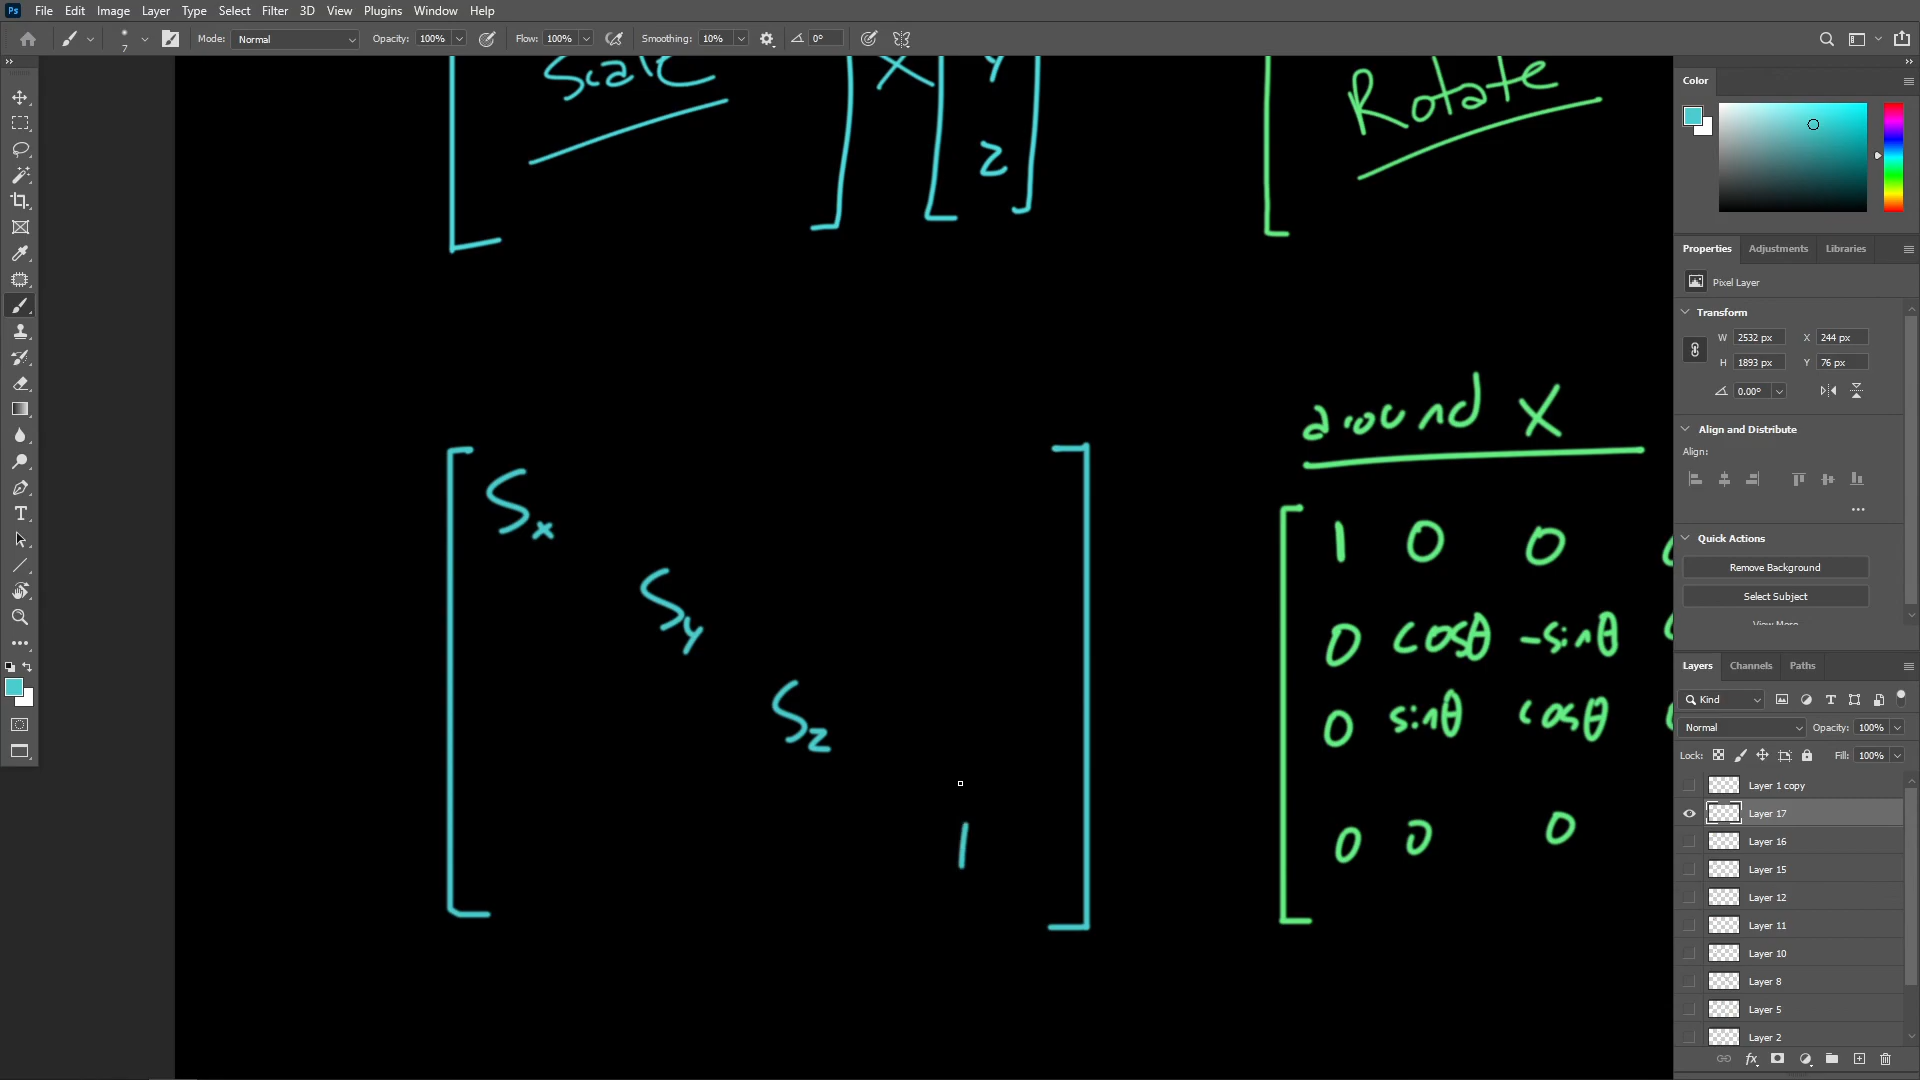 Ps File Edit Image Layer Type Select Filter 3D View Plugins Window Help
7 Mode: Normal Opacity: 100% Flow: 100% Smoothing: 10% 0°
Scale X y
z
Rotate
around X
Sx
Sy
Sz
1
1 0 0
0 cosθ -sinθ
0 sinθ cosθ
0 0 0
Color
Properties Adjustments Libraries
Pixel Layer
Transform
W 2532 px X 244 px
H 1893 px Y 76 px
0.00°
Align and Distribute
Align:
Quick Actions
Remove Background
Select Subject
View More...
Layers Channels Paths
Kind
Normal Opacity: 100%
Lock: Fill: 100%
Layer 1 copy
Layer 17
Layer 16
Layer 15
Layer 12
Layer 11
Layer 10
Layer 8
Layer 5
Layer 2